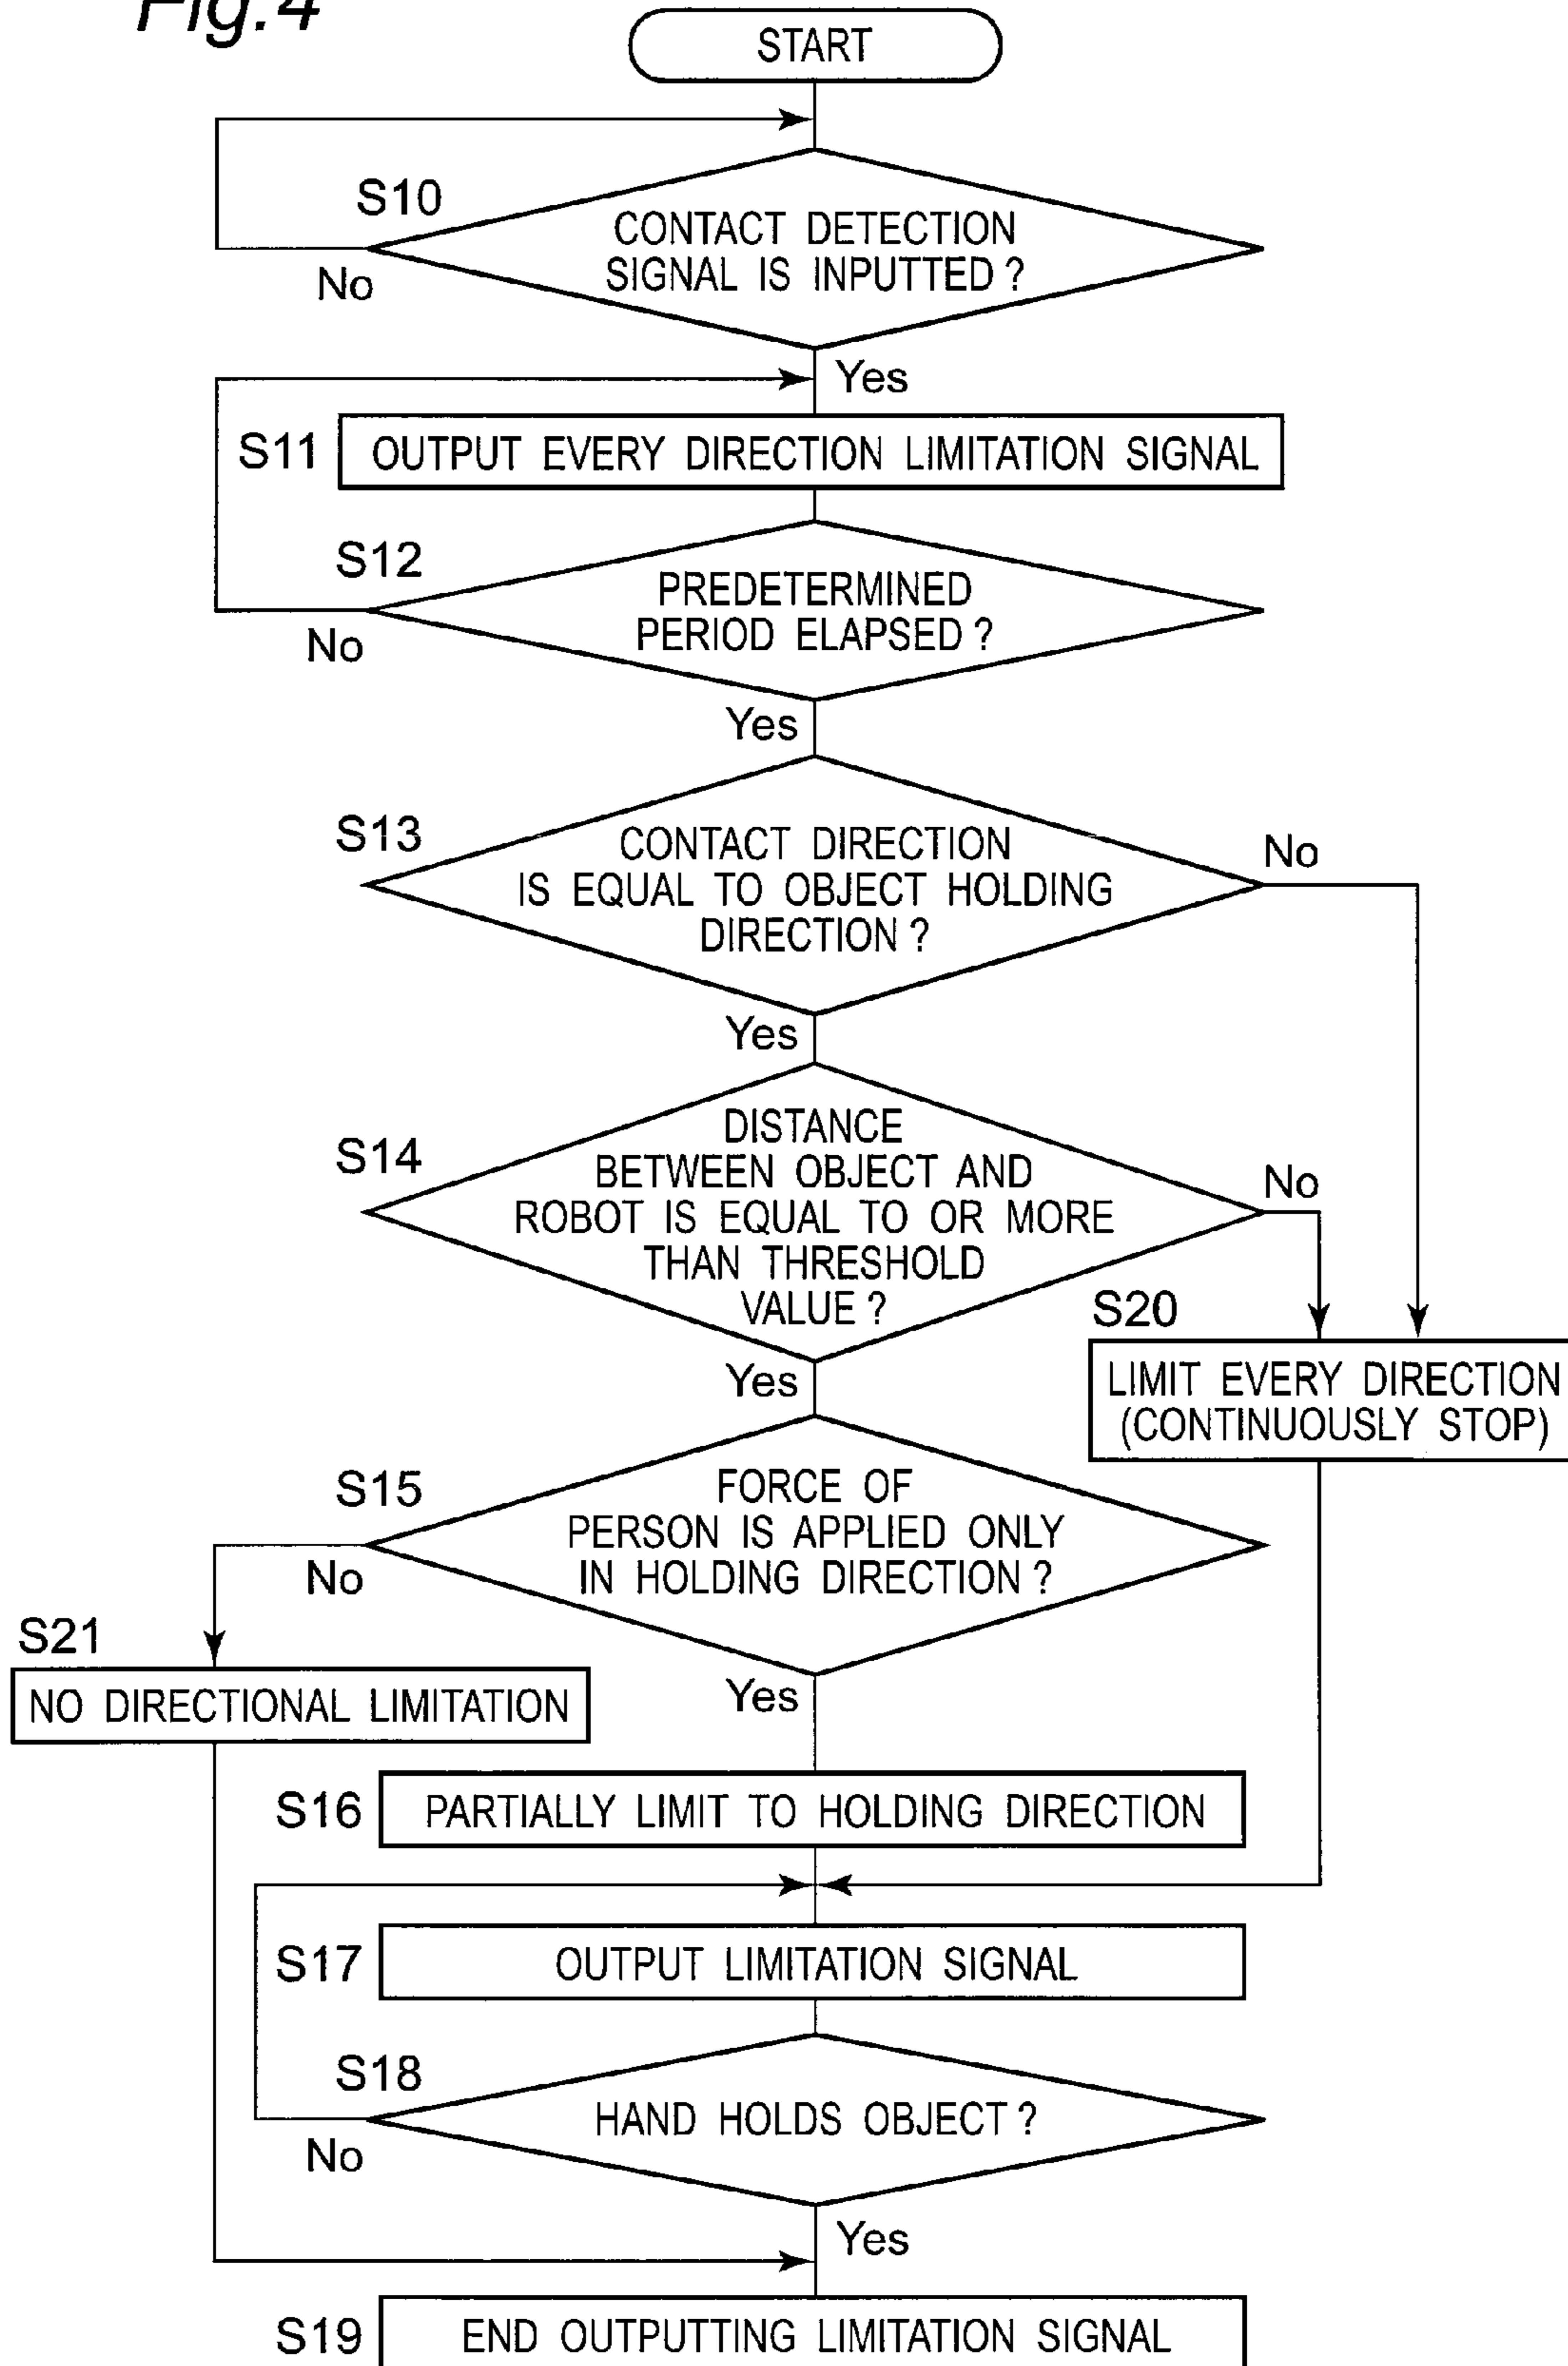 Fig.4
START
S10
CONTACT DETECTION
SIGNAL IS INPUTTED ?
No
Yes
S11
OUTPUT EVERY DIRECTION LIMITATION SIGNAL
S12
PREDETERMINED
PERIOD ELAPSED ?
No
Yes
S13
CONTACT DIRECTION
IS EQUAL TO OBJECT HOLDING
DIRECTION ?
No
Yes
S14
DISTANCE
BETWEEN OBJECT AND
ROBOT IS EQUAL TO OR MORE
THAN THRESHOLD
VALUE ?
No
Yes
S20
LIMIT EVERY DIRECTION
(CONTINUOUSLY STOP)
S15
FORCE OF
PERSON IS APPLIED ONLY
IN HOLDING DIRECTION ?
No
Yes
S21
NO DIRECTIONAL LIMITATION
S16
PARTIALLY LIMIT TO HOLDING DIRECTION
S17
OUTPUT LIMITATION SIGNAL
S18
HAND HOLDS OBJECT ?
No
Yes
S19
END OUTPUTTING LIMITATION SIGNAL